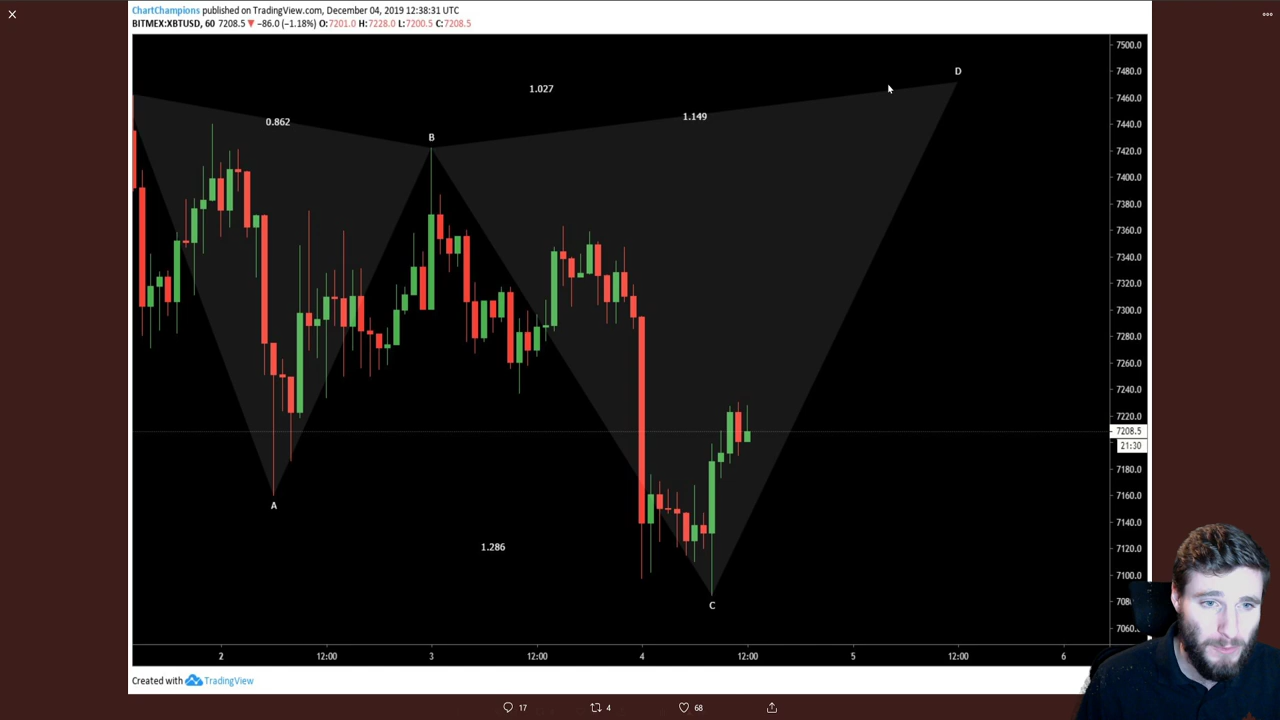 ChartChampions published on TradingView.com, December 04, 2019 12:38:31 UTC
BITMEX:XBTUSD, 60 7208.5 ▼ −86.0 (−1.18%) O:7201.0 H:7228.0 L:7200.5 C:7208.5
7500.0
D
7480.0
1.027
7460.0
1.149
0.862
7440.0
B
7420.0
7400.0
7380.0
7360.0
7340.0
7320.0
7300.0
7280.0
7260.0
7240.0
7220.0
7208.5
21:30
7180.0
7160.0
A
7140.0
1.286
7120.0
7100.0
C
2 12:00 3 12:00 4 12:00 5 12:00 6
Created with TradingView
17 4 68